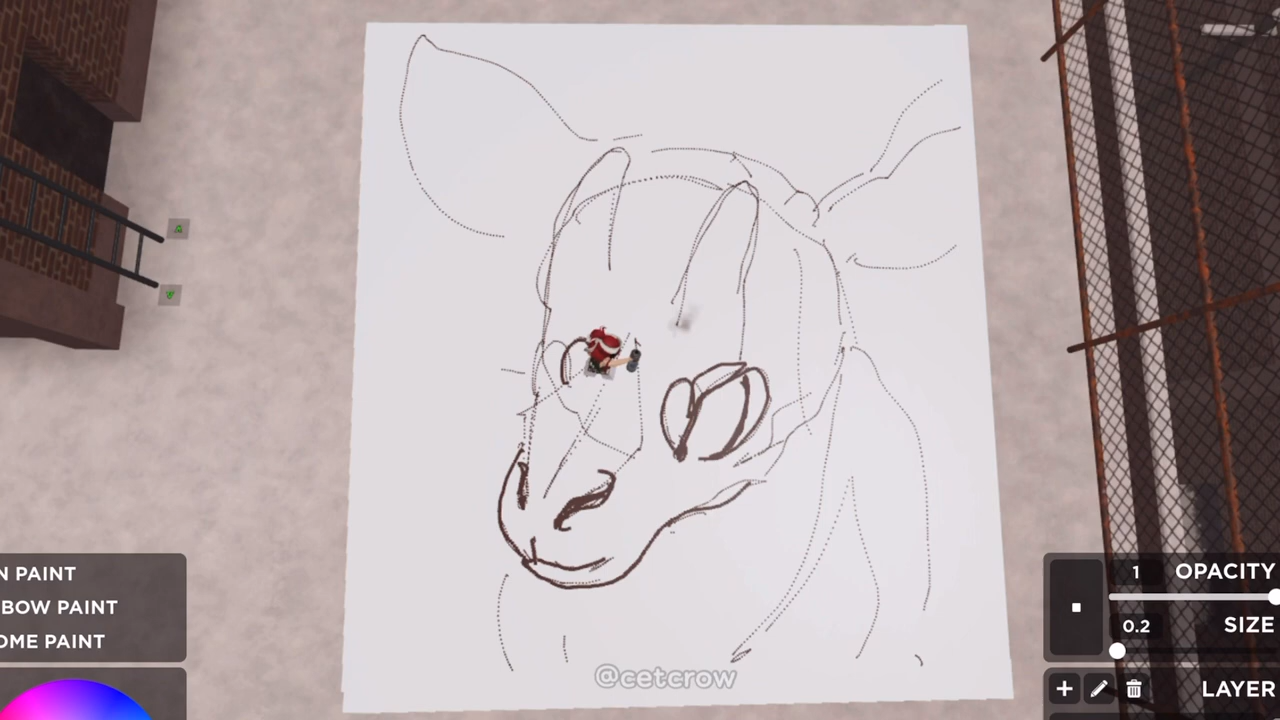 A
V
N PAINT
BOW PAINT
OME PAINT
@cetcrow
1 OPACITY
0.2 SIZE
LAYER